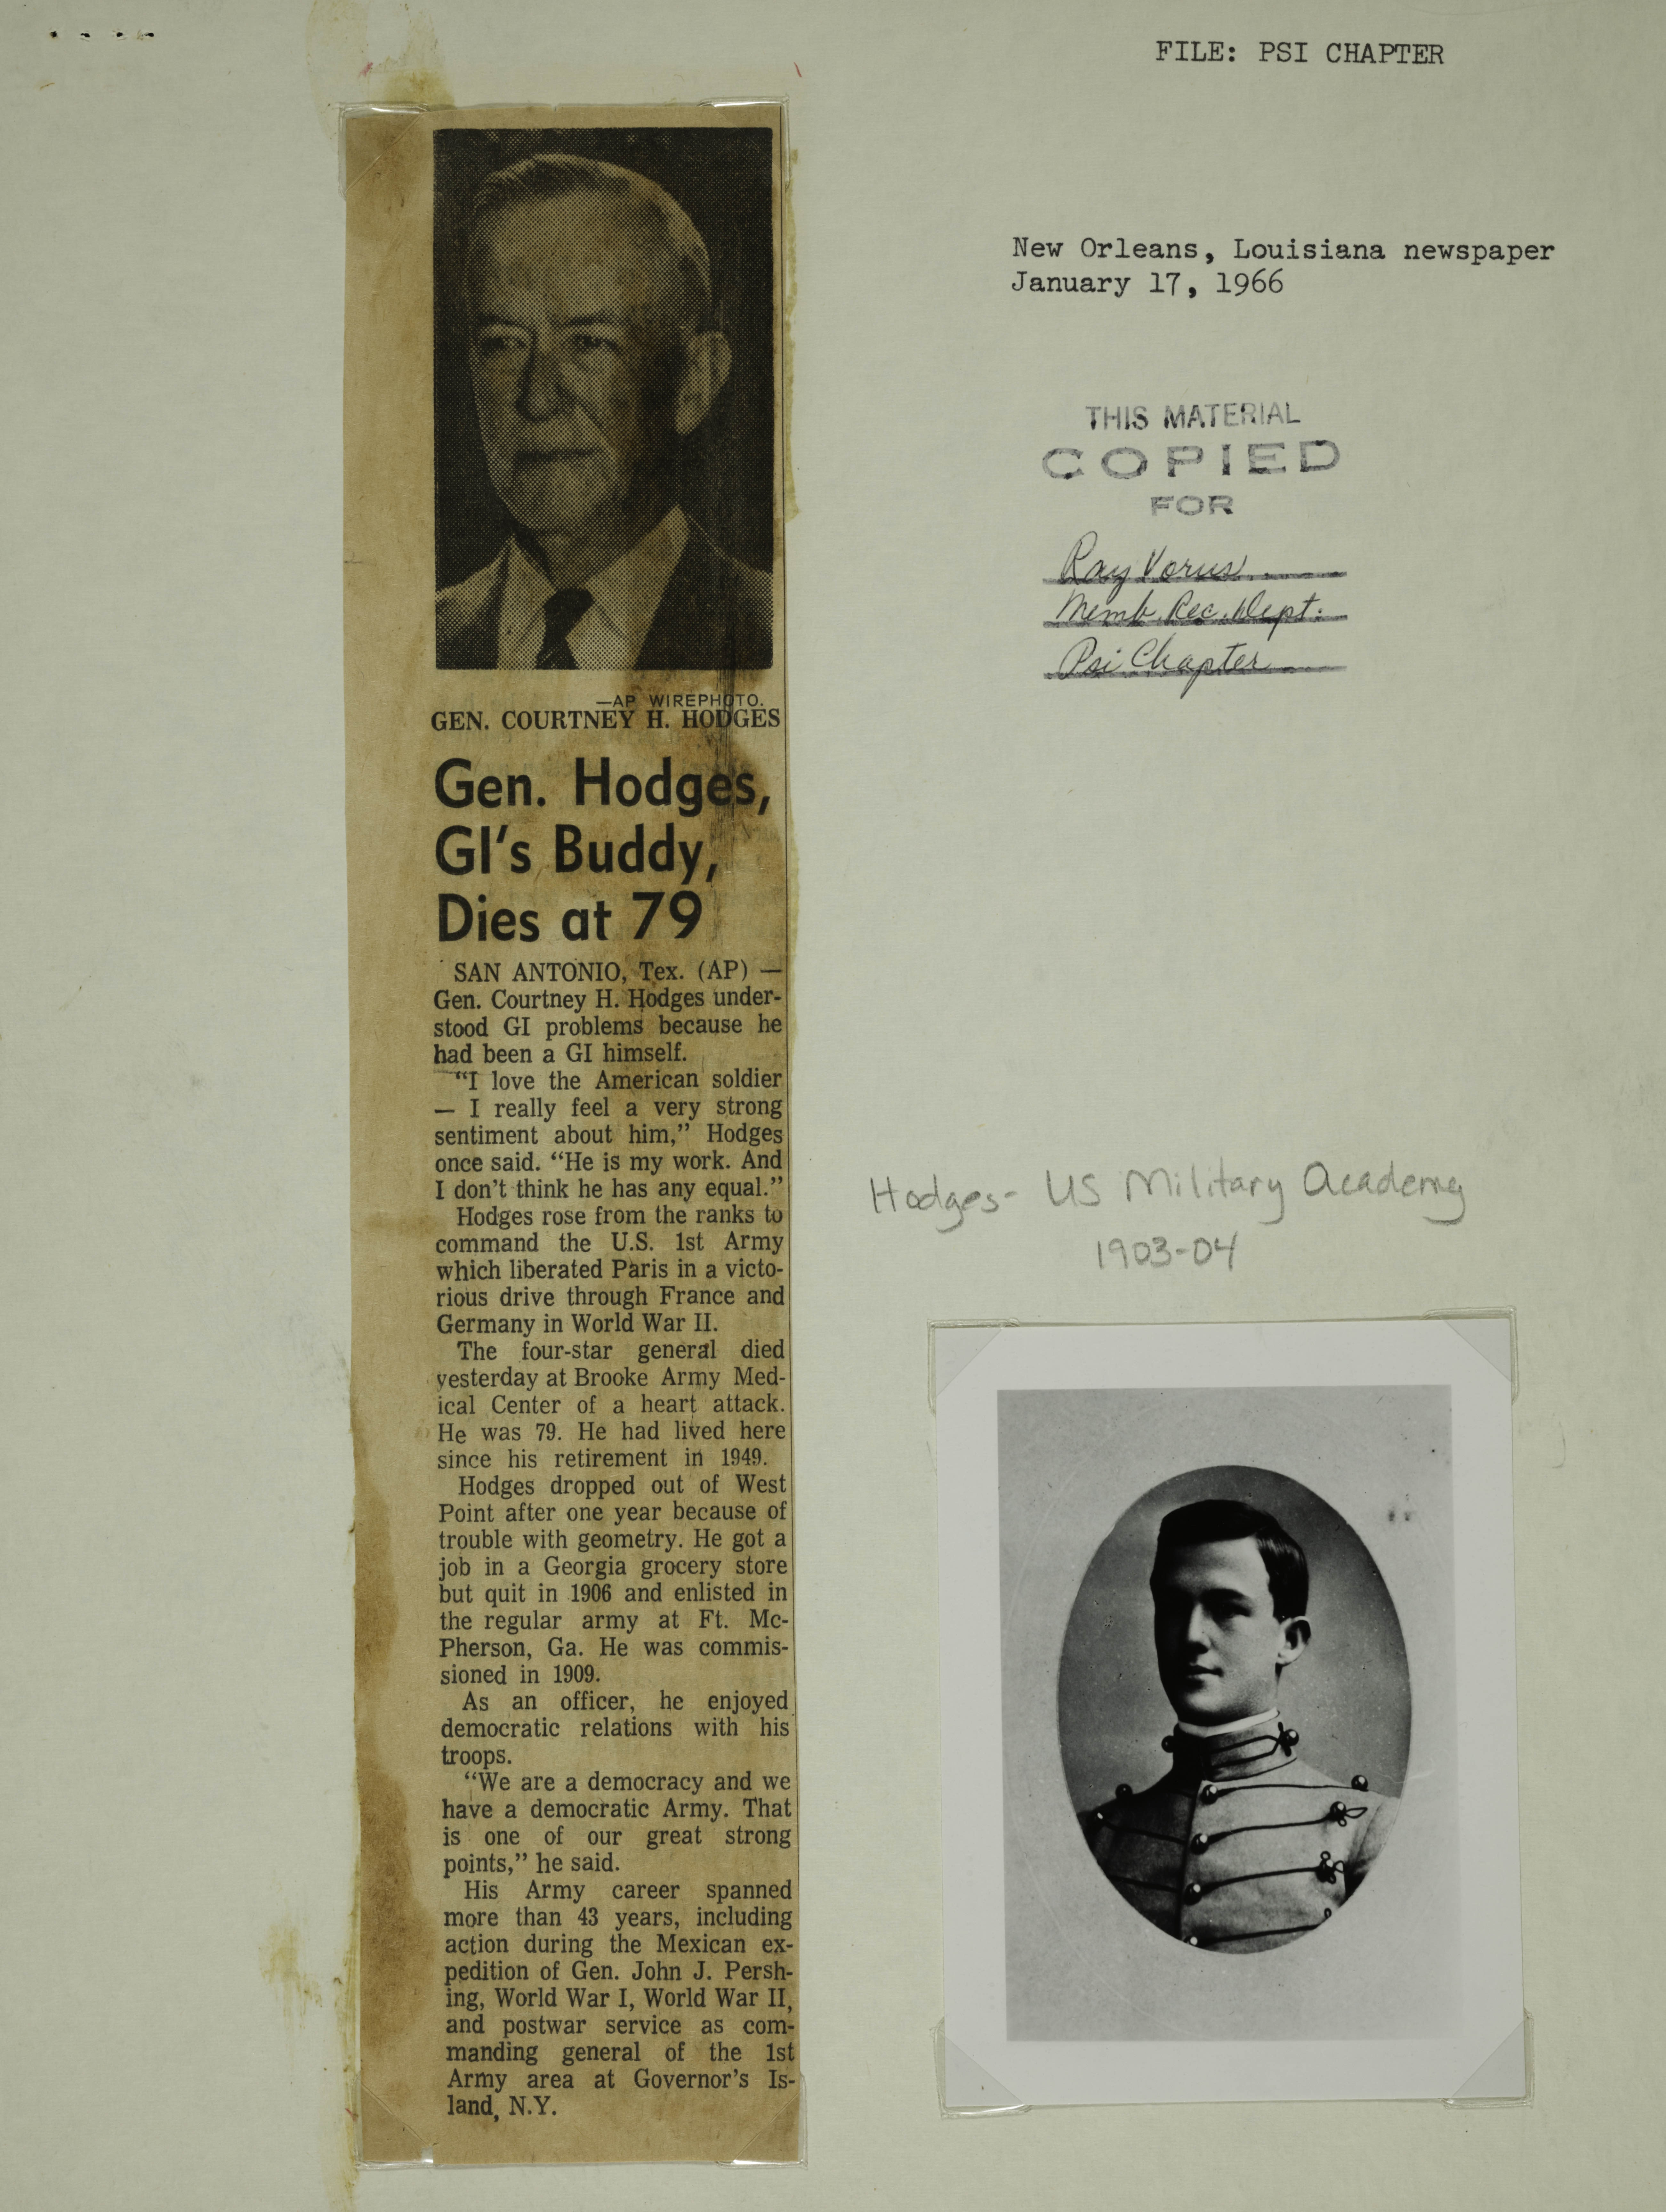 FILE: PSI CHAPTER
New Orleans, Louisiana newspaper
January 17, 1966
THIS MATERIAL
COPIED
FOR
Ray Vorus
Memb. Rec. Dept.
Psi Chapter
—AP WIREPHOTO.
GEN. COURTNEY H. HODGES
Gen. Hodges,
GI's Buddy,
Dies at 79
SAN ANTONIO, Tex. (AP) —
Gen. Courtney H. Hodges under-
stood GI problems because he
had been a GI himself.
"I love the American soldier
— I really feel a very strong
sentiment about him," Hodges
once said. "He is my work. And
I don't think he has any equal."
Hodges rose from the ranks to
command the U.S. 1st Army
which liberated Paris in a victo-
rious drive through France and
Germany in World War II.
The four-star general died
yesterday at Brooke Army Med-
ical Center of a heart attack.
He was 79. He had lived here
since his retirement in 1949.
Hodges dropped out of West
Point after one year because of
trouble with geometry. He got a
job in a Georgia grocery store
but quit in 1906 and enlisted in
the regular army at Ft. Mc-
Pherson, Ga. He was commis-
sioned in 1909.
As an officer, he enjoyed
democratic relations with his
troops.
"We are a democracy and we
have a democratic Army. That
is one of our great strong
points," he said.
His Army career spanned
more than 43 years, including
action during the Mexican ex-
pedition of Gen. John J. Persh-
ing, World War I, World War II,
and postwar service as com-
manding general of the 1st
Army area at Governor's Is-
land, N.Y.
Hodges- US Military Academy
1903-04